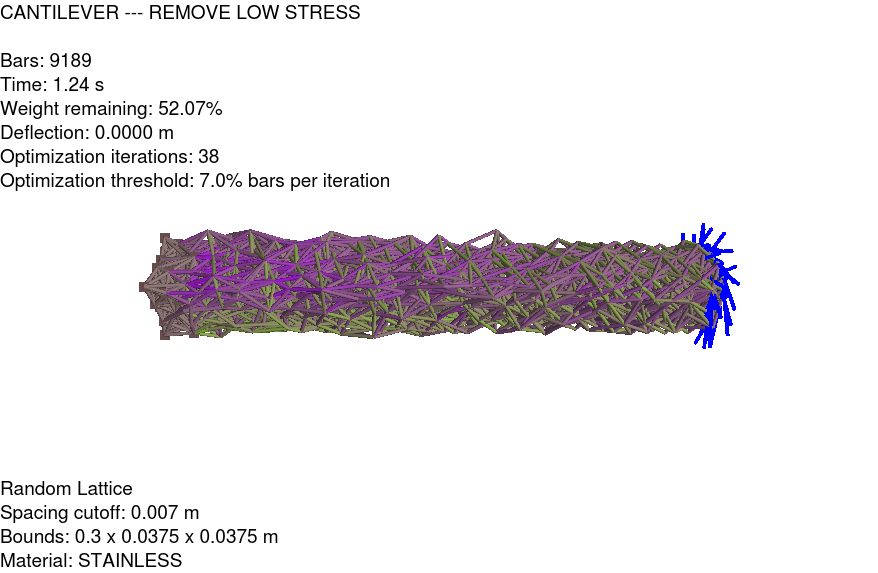 CANTILEVER --- REMOVE LOW STRESS
Bars: 9189
Time: 1.24 s
Weight remaining: 52.07%
Deflection: 0.0000 m
Optimization iterations: 38
Optimization threshold: 7.0% bars per iteration
Random Lattice
Spacing cutoff: 0.007 m
Bounds: 0.3 x 0.0375 x 0.0375 m
Material: STAINLESS